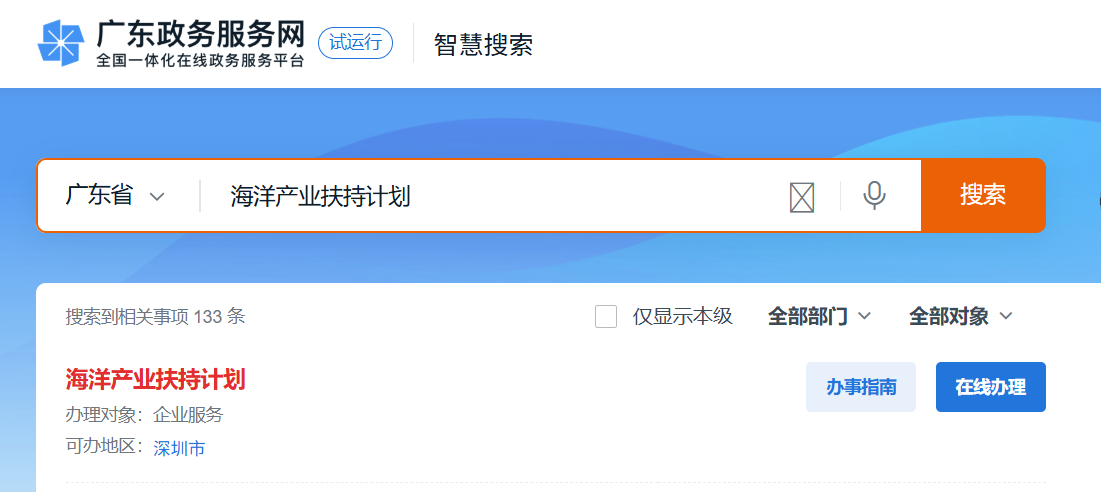 广东政务服务网
全国一体化在线政务服务平台
试运行
智慧搜索
广东省
海洋产业扶持计划
搜索
搜索到相关事项 133 条
仅显示本级
全部部门
全部对象
海洋产业扶持计划
办事指南
在线办理
办理对象：企业服务
可办地区：深圳市